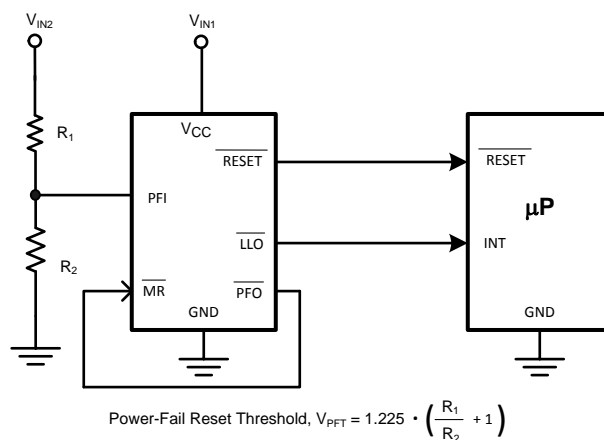 VIN2
VIN1
R1
R2
VCC
RESET
PFI
LLO
MR
PFO
GND
RESET
μP
INT
GND
Power-Fail Reset Threshold, VPFT = 1.225 • (R1/R2 + 1)